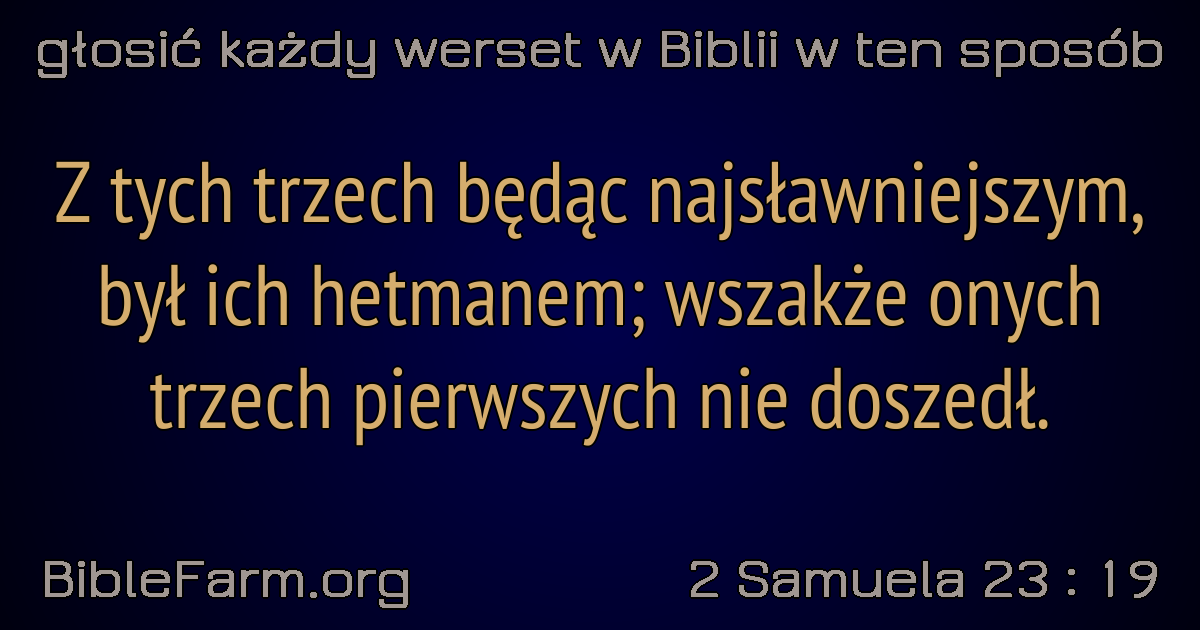 głosić każdy werset w Biblii w ten sposób
Z tych trzech będąc najsławniejszym,
był ich hetmanem; wszakże onych
trzech pierwszych nie doszedł.
BibleFarm.org
2 Samuela 23 : 19